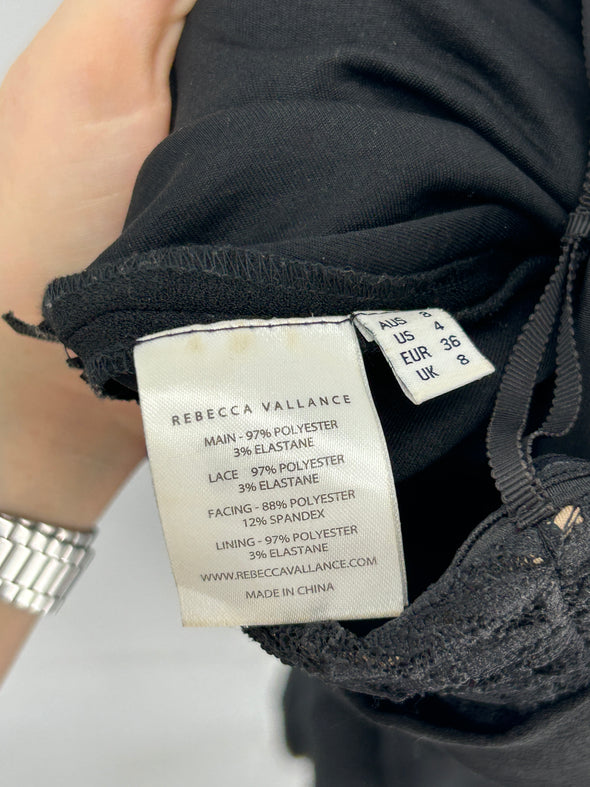 REBECCA VALLANCE
MAIN - 97% POLYESTER
3% ELASTANE
LACE 97% POLYESTER
3% ELASTANE
FACING - 88% POLYESTER
12% SPANDEX
LINING - 97% POLYESTER
3% ELASTANE
WWW.REBECCAVALLANCE.COM
MADE IN CHINA
AUS 8
US 4
EUR 36
UK 8